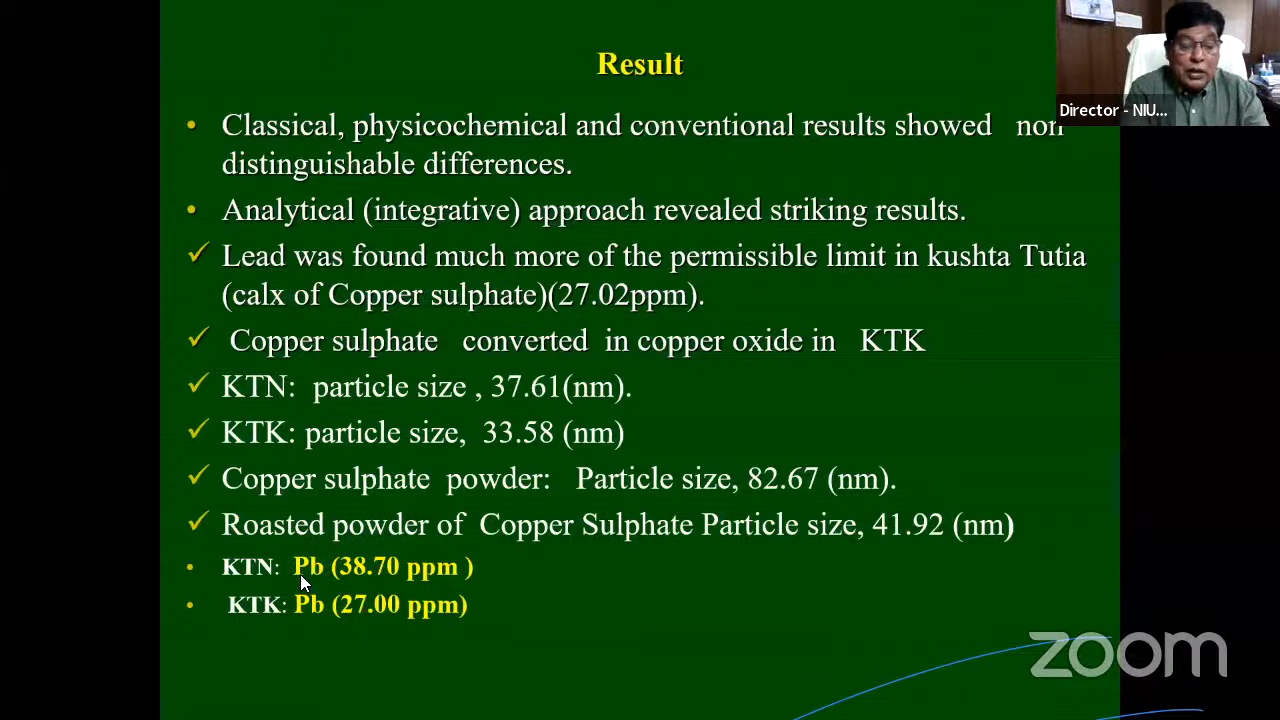 Result
Director - NIU...
• Classical, physicochemical and conventional results showed non
distinguishable differences.
• Analytical (integrative) approach revealed striking results.
✓ Lead was found much more of the permissible limit in kushta Tutia
(calx of Copper sulphate)(27.02ppm).
✓ Copper sulphate converted in copper oxide in KTK
✓ KTN: particle size , 37.61(nm).
✓ KTK: particle size, 33.58 (nm)
✓ Copper sulphate powder: Particle size, 82.67 (nm).
✓ Roasted powder of Copper Sulphate Particle size, 41.92 (nm)
• KTN: Pb (38.70 ppm )
• KTK: Pb (27.00 ppm)
zoom